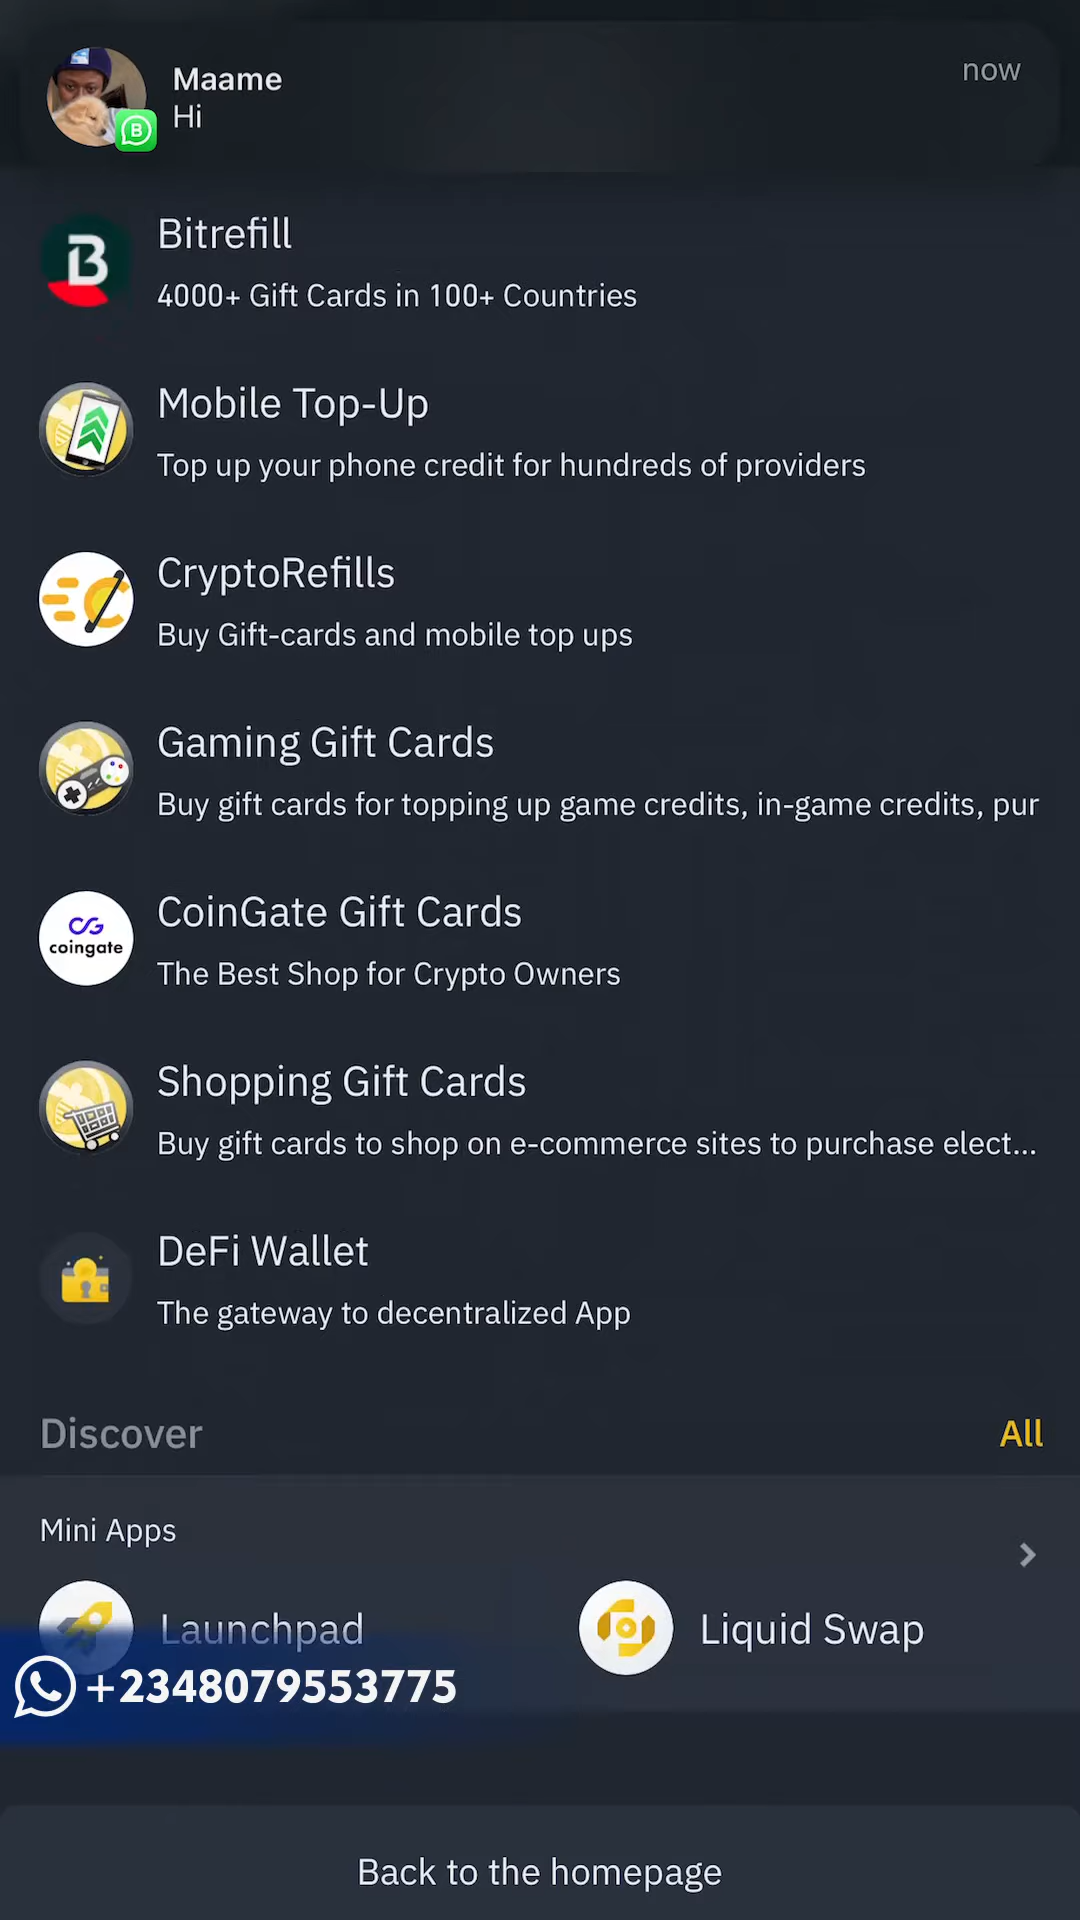 Maame
now
Hi
Bitrefill
4000+ Gift Cards in 100+ Countries
Mobile Top-Up
Top up your phone credit for hundreds of providers
CryptoRefills
Buy Gift-cards and mobile top ups
Gaming Gift Cards
Buy gift cards for topping up game credits, in-game credits, pur
CoinGate Gift Cards
coingate
The Best Shop for Crypto Owners
Shopping Gift Cards
Buy gift cards to shop on e-commerce sites to purchase elect...
DeFi Wallet
The gateway to decentralized App
Discover
All
Mini Apps
Launchpad
Liquid Swap
+2348079553775
Back to the homepage